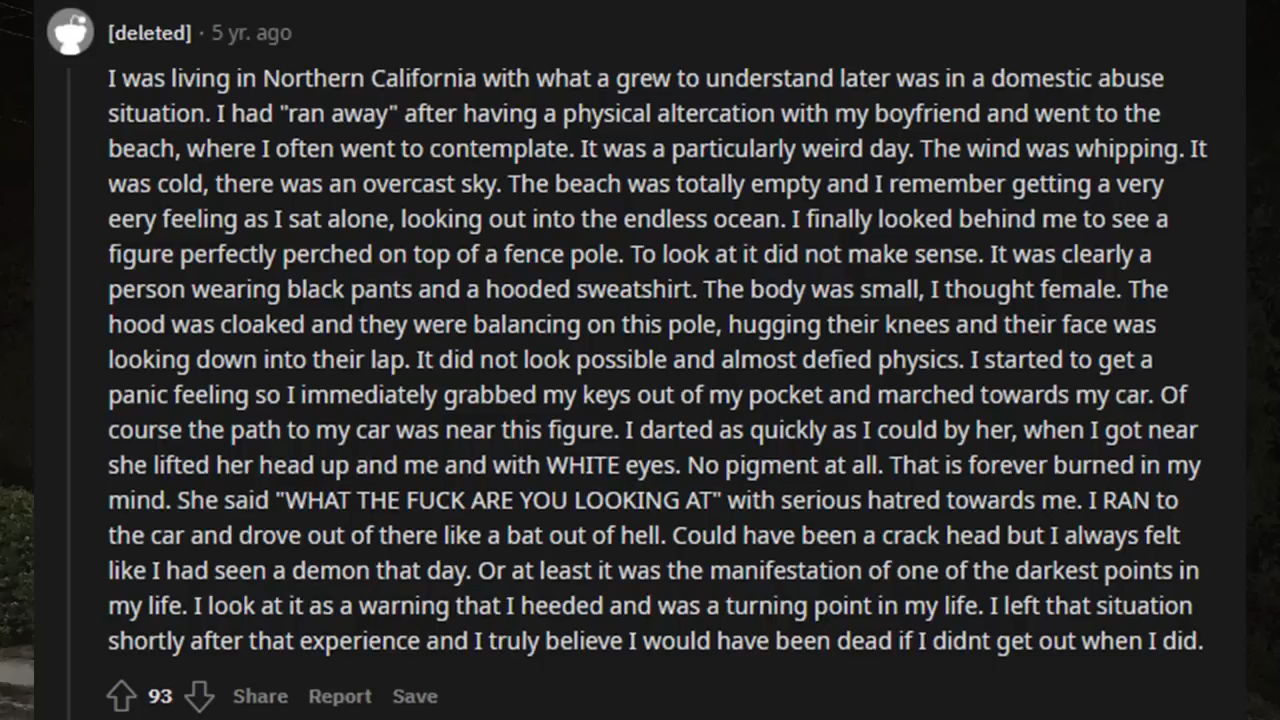 [deleted] · 5 yr. ago
I was living in Northern California with what a grew to understand later was in a domestic abuse
situation. I had "ran away" after having a physical altercation with my boyfriend and went to the
beach, where I often went to contemplate. It was a particularly weird day. The wind was whipping. It
was cold, there was an overcast sky. The beach was totally empty and I remember getting a very
eery feeling as I sat alone, looking out into the endless ocean. I finally looked behind me to see a
figure perfectly perched on top of a fence pole. To look at it did not make sense. It was clearly a
person wearing black pants and a hooded sweatshirt. The body was small, I thought female. The
hood was cloaked and they were balancing on this pole, hugging their knees and their face was
looking down into their lap. It did not look possible and almost defied physics. I started to get a
panic feeling so I immediately grabbed my keys out of my pocket and marched towards my car. Of
course the path to my car was near this figure. I darted as quickly as I could by her, when I got near
she lifted her head up and me and with WHITE eyes. No pigment at all. That is forever burned in my
mind. She said "WHAT THE FUCK ARE YOU LOOKING AT" with serious hatred towards me. I RAN to
the car and drove out of there like a bat out of hell. Could have been a crack head but I always felt
like I had seen a demon that day. Or at least it was the manifestation of one of the darkest points in
my life. I look at it as a warning that I heeded and was a turning point in my life. I left that situation
shortly after that experience and I truly believe I would have been dead if I didnt get out when I did.
93 Share Report Save